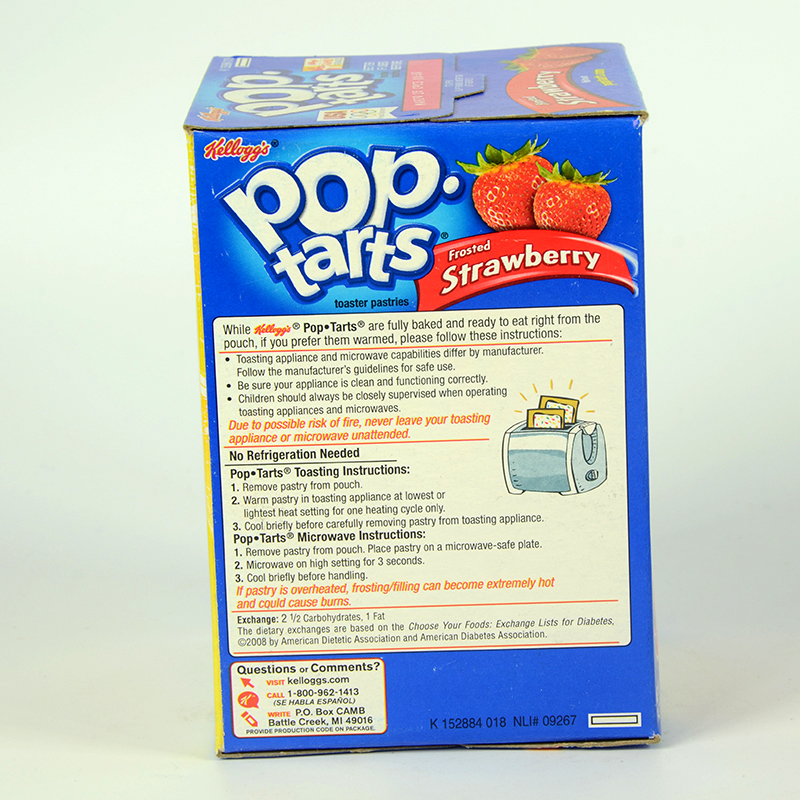 POP.
tarts
Strawberry
Kellogg's®
POP.
tarts®
toaster pastries
Frosted
Strawberry
While Kellogg's® Pop•Tarts® are fully baked and ready to eat right from the
pouch, if you prefer them warmed, please follow these instructions:
• Toasting appliance and microwave capabilities differ by manufacturer.
Follow the manufacturer's guidelines for safe use.
• Be sure your appliance is clean and functioning correctly.
• Children should always be closely supervised when operating
toasting appliances and microwaves.
Due to possible risk of fire, never leave your toasting
appliance or microwave unattended.
No Refrigeration Needed
Pop•Tarts® Toasting Instructions:
1. Remove pastry from pouch.
2. Warm pastry in toasting appliance at lowest or
lightest heat setting for one heating cycle only.
3. Cool briefly before carefully removing pastry from toasting appliance.
Pop•Tarts® Microwave Instructions:
1. Remove pastry from pouch. Place pastry on a microwave-safe plate.
2. Microwave on high setting for 3 seconds.
3. Cool briefly before handling.
If pastry is overheated, frosting/filling can become extremely hot
and could cause burns.
Exchange: 2 1/2 Carbohydrates, 1 Fat
The dietary exchanges are based on the Choose Your Foods: Exchange Lists for Diabetes,
©2008 by American Dietetic Association and American Diabetes Association.
Questions or Comments?
VISIT kelloggs.com
CALL 1-800-962-1413
(SE HABLA ESPAÑOL)
WRITE P.O. Box CAMB
Battle Creek, MI 49016
PROVIDE PRODUCTION CODE ON PACKAGE.
K 152884 018 NLI# 09267